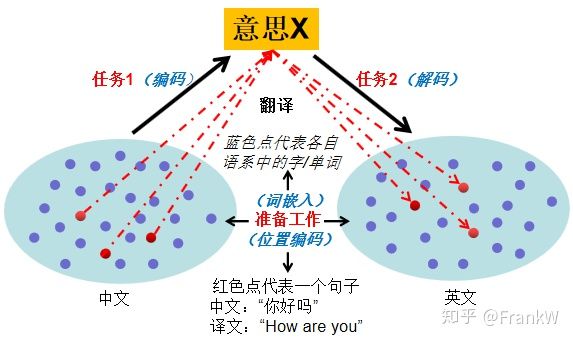 意思X
任务1（编码）
任务2（解码）
翻译
蓝色点代表各自
语系中的字/单词
（词嵌入）
准备工作
（位置编码）
中文
英文
红色点代表一个句子
中文：“你好吗”
译文：“How are you”
知乎 @FrankW